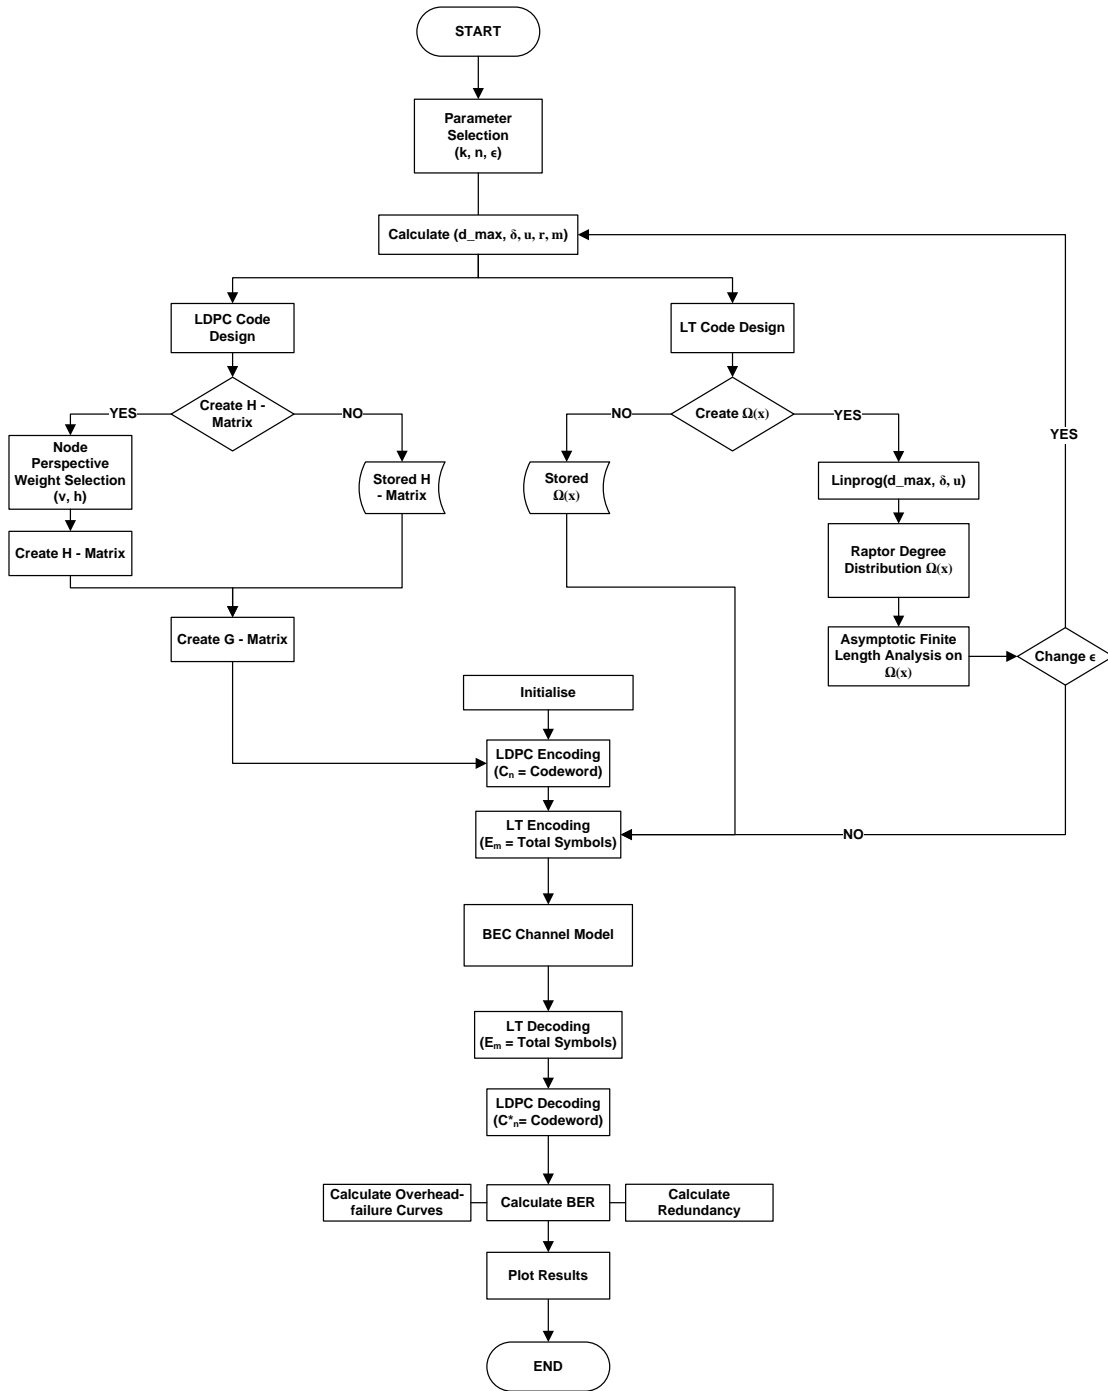 START
Parameter
Selection
(k, n, ϵ)
Calculate (d_max, δ, u, r, m)
LDPC Code
Design
LT Code Design
Create H -
Matrix
YES
NO
Create Ω(x)
NO
YES
YES
Node
Perspective
Weight Selection
(v, h)
Stored H
- Matrix
Stored
Ω(x)
Linprog(d_max, δ, u)
Create H - Matrix
Raptor Degree
Distribution Ω(x)
Create G - Matrix
Asymptotic Finite
Length Analysis on
Ω(x)
Change ϵ
Initialise
LDPC Encoding
(Cₙ = Codeword)
LT Encoding
(Eₘ = Total Symbols)
NO
BEC Channel Model
LT Decoding
(Eₘ = Total Symbols)
LDPC Decoding
(C*ₙ= Codeword)
Calculate Overhead-
failure Curves
Calculate BER
Calculate
Redundancy
Plot Results
END